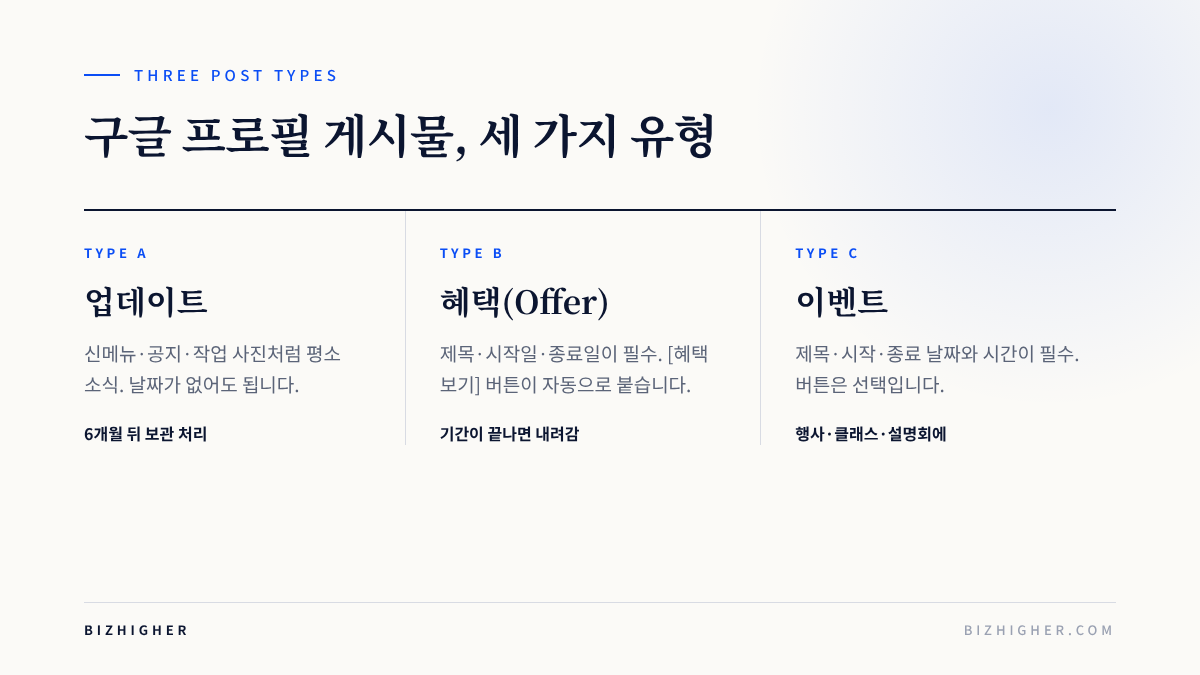 THREE POST TYPES
구글 프로필 게시물, 세 가지 유형
TYPE A
업데이트
신메뉴·공지·작업 사진처럼 평소
소식. 날짜가 없어도 됩니다.
6개월 뒤 보관 처리
TYPE B
혜택(Offer)
제목·시작일·종료일이 필수. [혜택
보기] 버튼이 자동으로 붙습니다.
기간이 끝나면 내려감
TYPE C
이벤트
제목·시작·종료 날짜와 시간이 필수.
버튼은 선택입니다.
행사·클래스·설명회에
BIZHIGHER
BIZHIGHER.COM